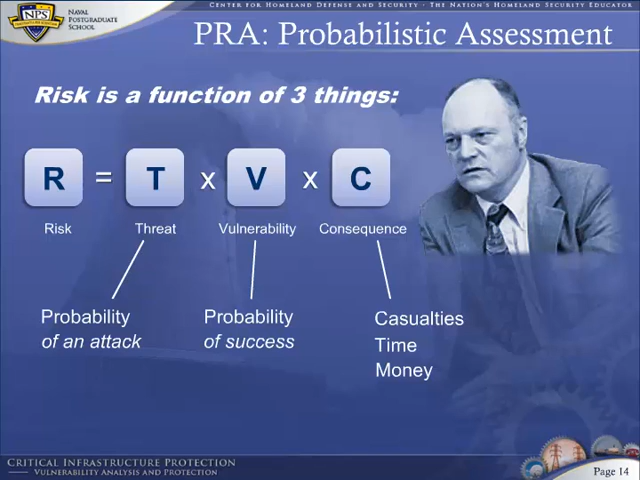 CENTER FOR HOMELAND DEFENSE AND SECURITY · THE NATION'S HOMELAND SECURITY EDUCATOR
NPS
NAVAL
POSTGRADUATE
SCHOOL
PRA: Probabilistic Assessment
Risk is a function of 3 things:
R = T x V x C
Risk Threat Vulnerability Consequence
Probability Probability Casualties
of an attack of success Time
Money
CRITICAL INFRASTRUCTURE PROTECTION
VULNERABILITY ANALYSIS AND PROTECTION
Page 14